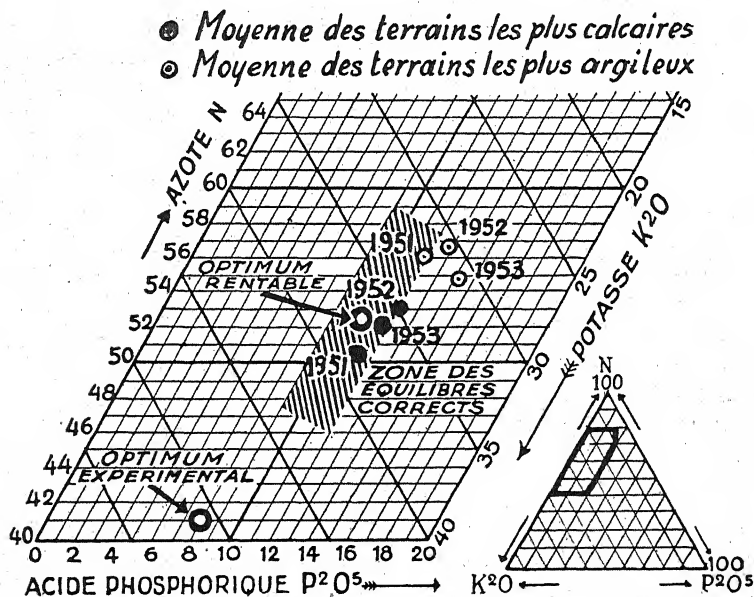 Moyenne des terrains les plus calcaires
Moyenne des terrains les plus argileux
AZOTE N
64
62
60
58
56
54
52
50
48
46
44
42
40
15
20
25
30
35
40
POTASSE K²O
1951
1952
1953
OPTIMUM
RENTABLE
1952
1953
1951
ZONE DES
ÉQUILIBRES
CORRECTS
OPTIMUM
EXPERIMENTAL
0 2 4 6 8 10 12 14 16 18 20
ACIDE PHOSPHORIQUE P²O⁵
N
100
K²O
100
P²O⁵